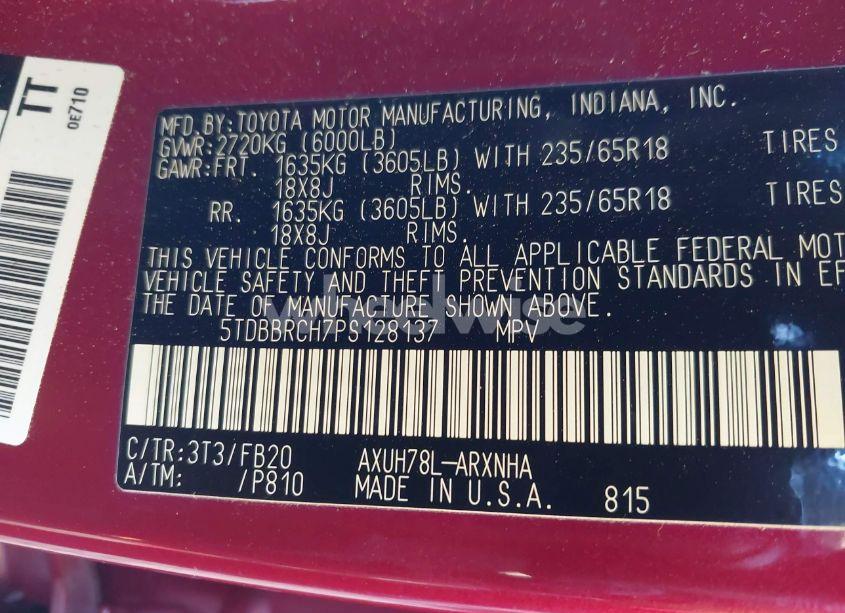 TT
0E710
MFD.BY:TOYOTA MOTOR MANUFACTURING, INDIANA, INC.
GVWR:2720KG (6000LB)
GAWR:FRT. 1635KG (3605LB) WITH 235/65R18 TIRES
18X8J RIMS.
RR. 1635KG (3605LB) WITH 235/65R18 TIRES
18X8J RIMS.
THIS VEHICLE CONFORMS TO ALL APPLICABLE FEDERAL MOT
VEHICLE SAFETY AND THEFT PREVENTION STANDARDS IN EF
THE DATE OF MANUFACTURE SHOWN ABOVE.
5TDBBRCH7PS128137 MPV
C/TR:3T3/FB20 AXUH78L-ARXNHA
A/TM: /P810 MADE IN U.S.A. 815